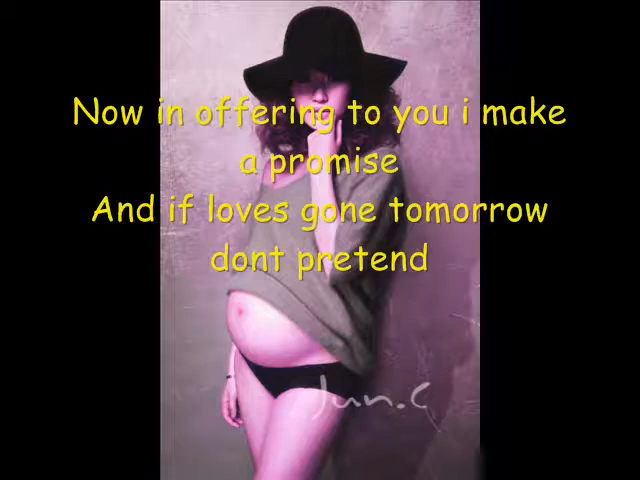 Now in offering to you i make
a promise
And if loves gone tomorrow
dont pretend
Jun.C